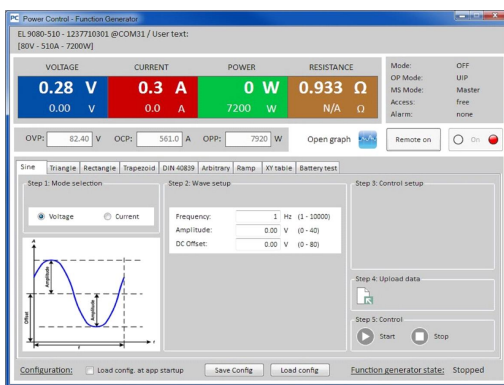 PC Power Control - Function Generator
EL 9080-510 - 1237710301 @COM31 / User text:
[80V - 510A - 7200W]
VOLTAGE CURRENT POWER RESISTANCE
0.28 V 0.3 A 0 W 0.933 Ω
0.00 V 0.0 A 7200 W N/A Ω
Mode: OFF
OP Mode: UIP
MS Mode: Master
Access: free
Alarm: none
OVP: 82.40 V OCP: 561.0 A OPP: 7920 W Open graph Remote on On
Sine Triangle Rectangle Trapezoid DIN 40839 Arbitrary Ramp XY table Battery test
Step 1: Mode selection
Voltage Current
Step 2: Wave setup
Frequency: 1 Hz (1 - 10000)
Amplitude: 0.00 V (0 - 40)
DC Offset: 0.00 V (0 - 80)
Step 3: Control setup
A
Amplitude
Amplitude
Offset
t
Step 4: Upload data
Step 5: Control
Start Stop
Configuration: Load config. at app startup Save Config Load config Function generator state: Stopped